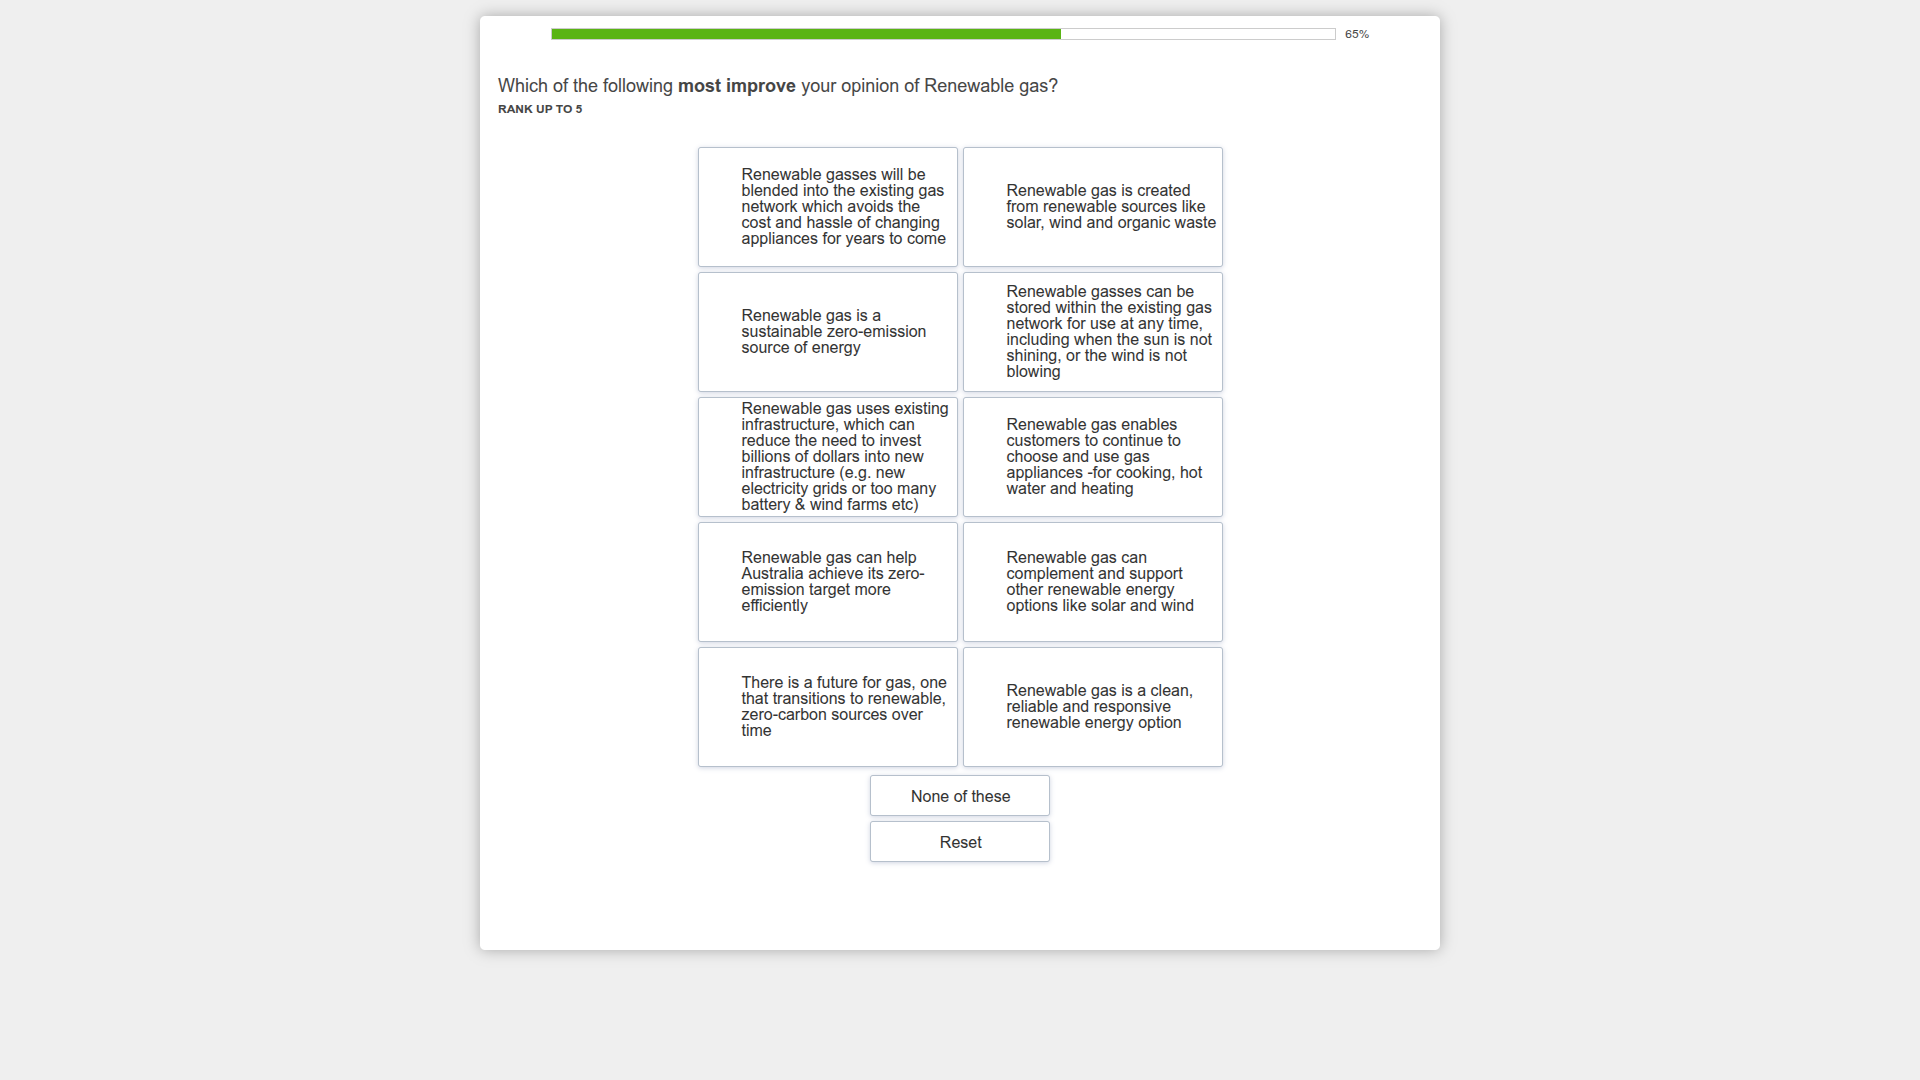 65%
Which of the following most improve your opinion of Renewable gas?
RANK UP TO 5
Renewable gasses will be
blended into the existing gas
network which avoids the
cost and hassle of changing
appliances for years to come
Renewable gas is created
from renewable sources like
solar, wind and organic waste
Renewable gas is a
sustainable zero-emission
source of energy
Renewable gasses can be
stored within the existing gas
network for use at any time,
including when the sun is not
shining, or the wind is not
blowing
Renewable gas uses existing
infrastructure, which can
reduce the need to invest
billions of dollars into new
infrastructure (e.g. new
electricity grids or too many
battery & wind farms etc)
Renewable gas enables
customers to continue to
choose and use gas
appliances -for cooking, hot
water and heating
Renewable gas can help
Australia achieve its zero-
emission target more
efficiently
Renewable gas can
complement and support
other renewable energy
options like solar and wind
There is a future for gas, one
that transitions to renewable,
zero-carbon sources over
time
Renewable gas is a clean,
reliable and responsive
renewable energy option
None of these
Reset